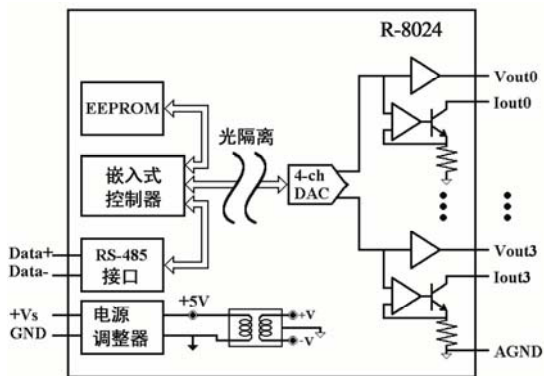 R-8024
EEPROM
光隔离
嵌入式
控制器
4-ch
DAC
Vout0
Iout0
Data+
Data-
RS-485
接口
Vout3
Iout3
+Vs
GND
电源
调整器
+5V
+V
-V
AGND